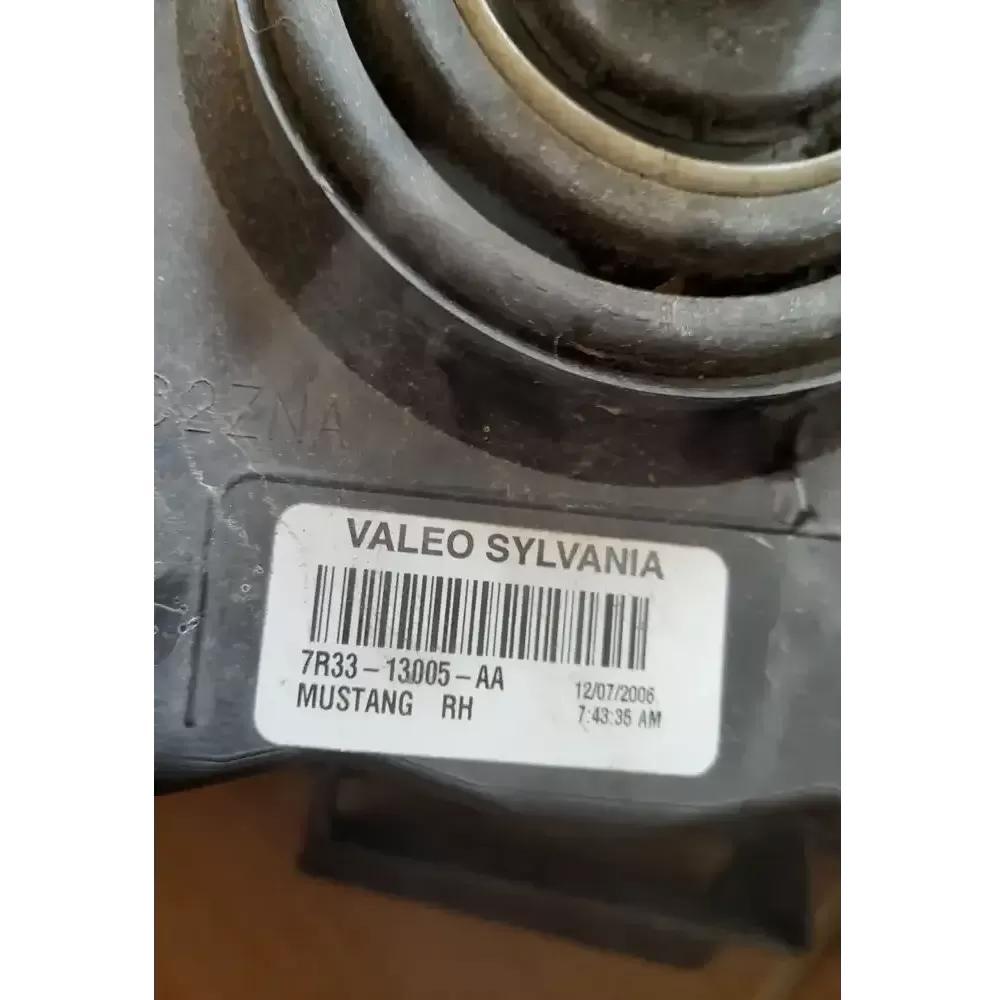 VALEO SYLVANIA
7R33-13005-AA
MUSTANG RH
12/07/2006
7:43:35 AM